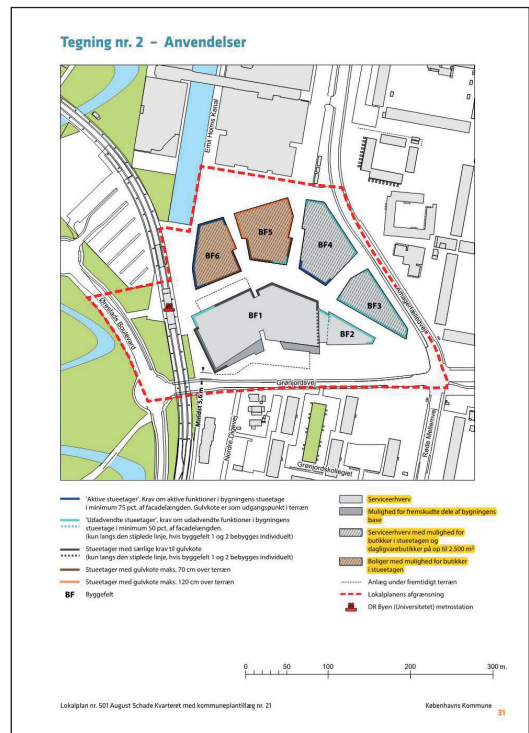 Tegning nr. 2 – Anvendelser
Emil Holms Kanal
BF5
BF4
BF6
BF3
BF1
BF2
Amagerfælledvej
Ørestads Boulevard
Grønjordsvej
Mindst 5,6 m
Nordre Digevej
Røde Mellemvej
Grønjordskollegiet
'Aktive stueetager'. Krav om aktive funktioner i bygningens stueetage
i minimum 75 pct. af facadelængden. Gulvkote er som udgangspunkt i terræn
'Udadvendte stueetager', krav om udadvendte funktioner i bygningens
stueetage i minimum 50 pct. af facadelængden.
(kun langs den stiplede linje, hvis byggefelt 1 og 2 bebygges individuelt)
Stueetager med særlige krav til gulvkote
(kun langs den stiplede linje, hvis byggefelt 1 og 2 bebygges individuelt)
Stueetager med gulvkote maks. 70 cm over terræn
Stueetager med gulvkote maks. 120 cm over terræn
BF Byggefelt
Serviceerhverv
Mulighed for fremskudte dele af bygningens
base
Serviceerhverv med mulighed for
butikker i stueetagen og
dagligvarebutikker på op til 2.500 m²
Boliger med mulighed for butikker
i stueetagen
Anlæg under fremtidigt terræn
Lokalplanens afgrænsning
DR Byen (Universitetet) metrostation
0 50 100 200 300 m.
Lokalplan nr. 501 August Schade Kvarteret med kommuneplantillæg nr. 21
Københavns Kommune 31